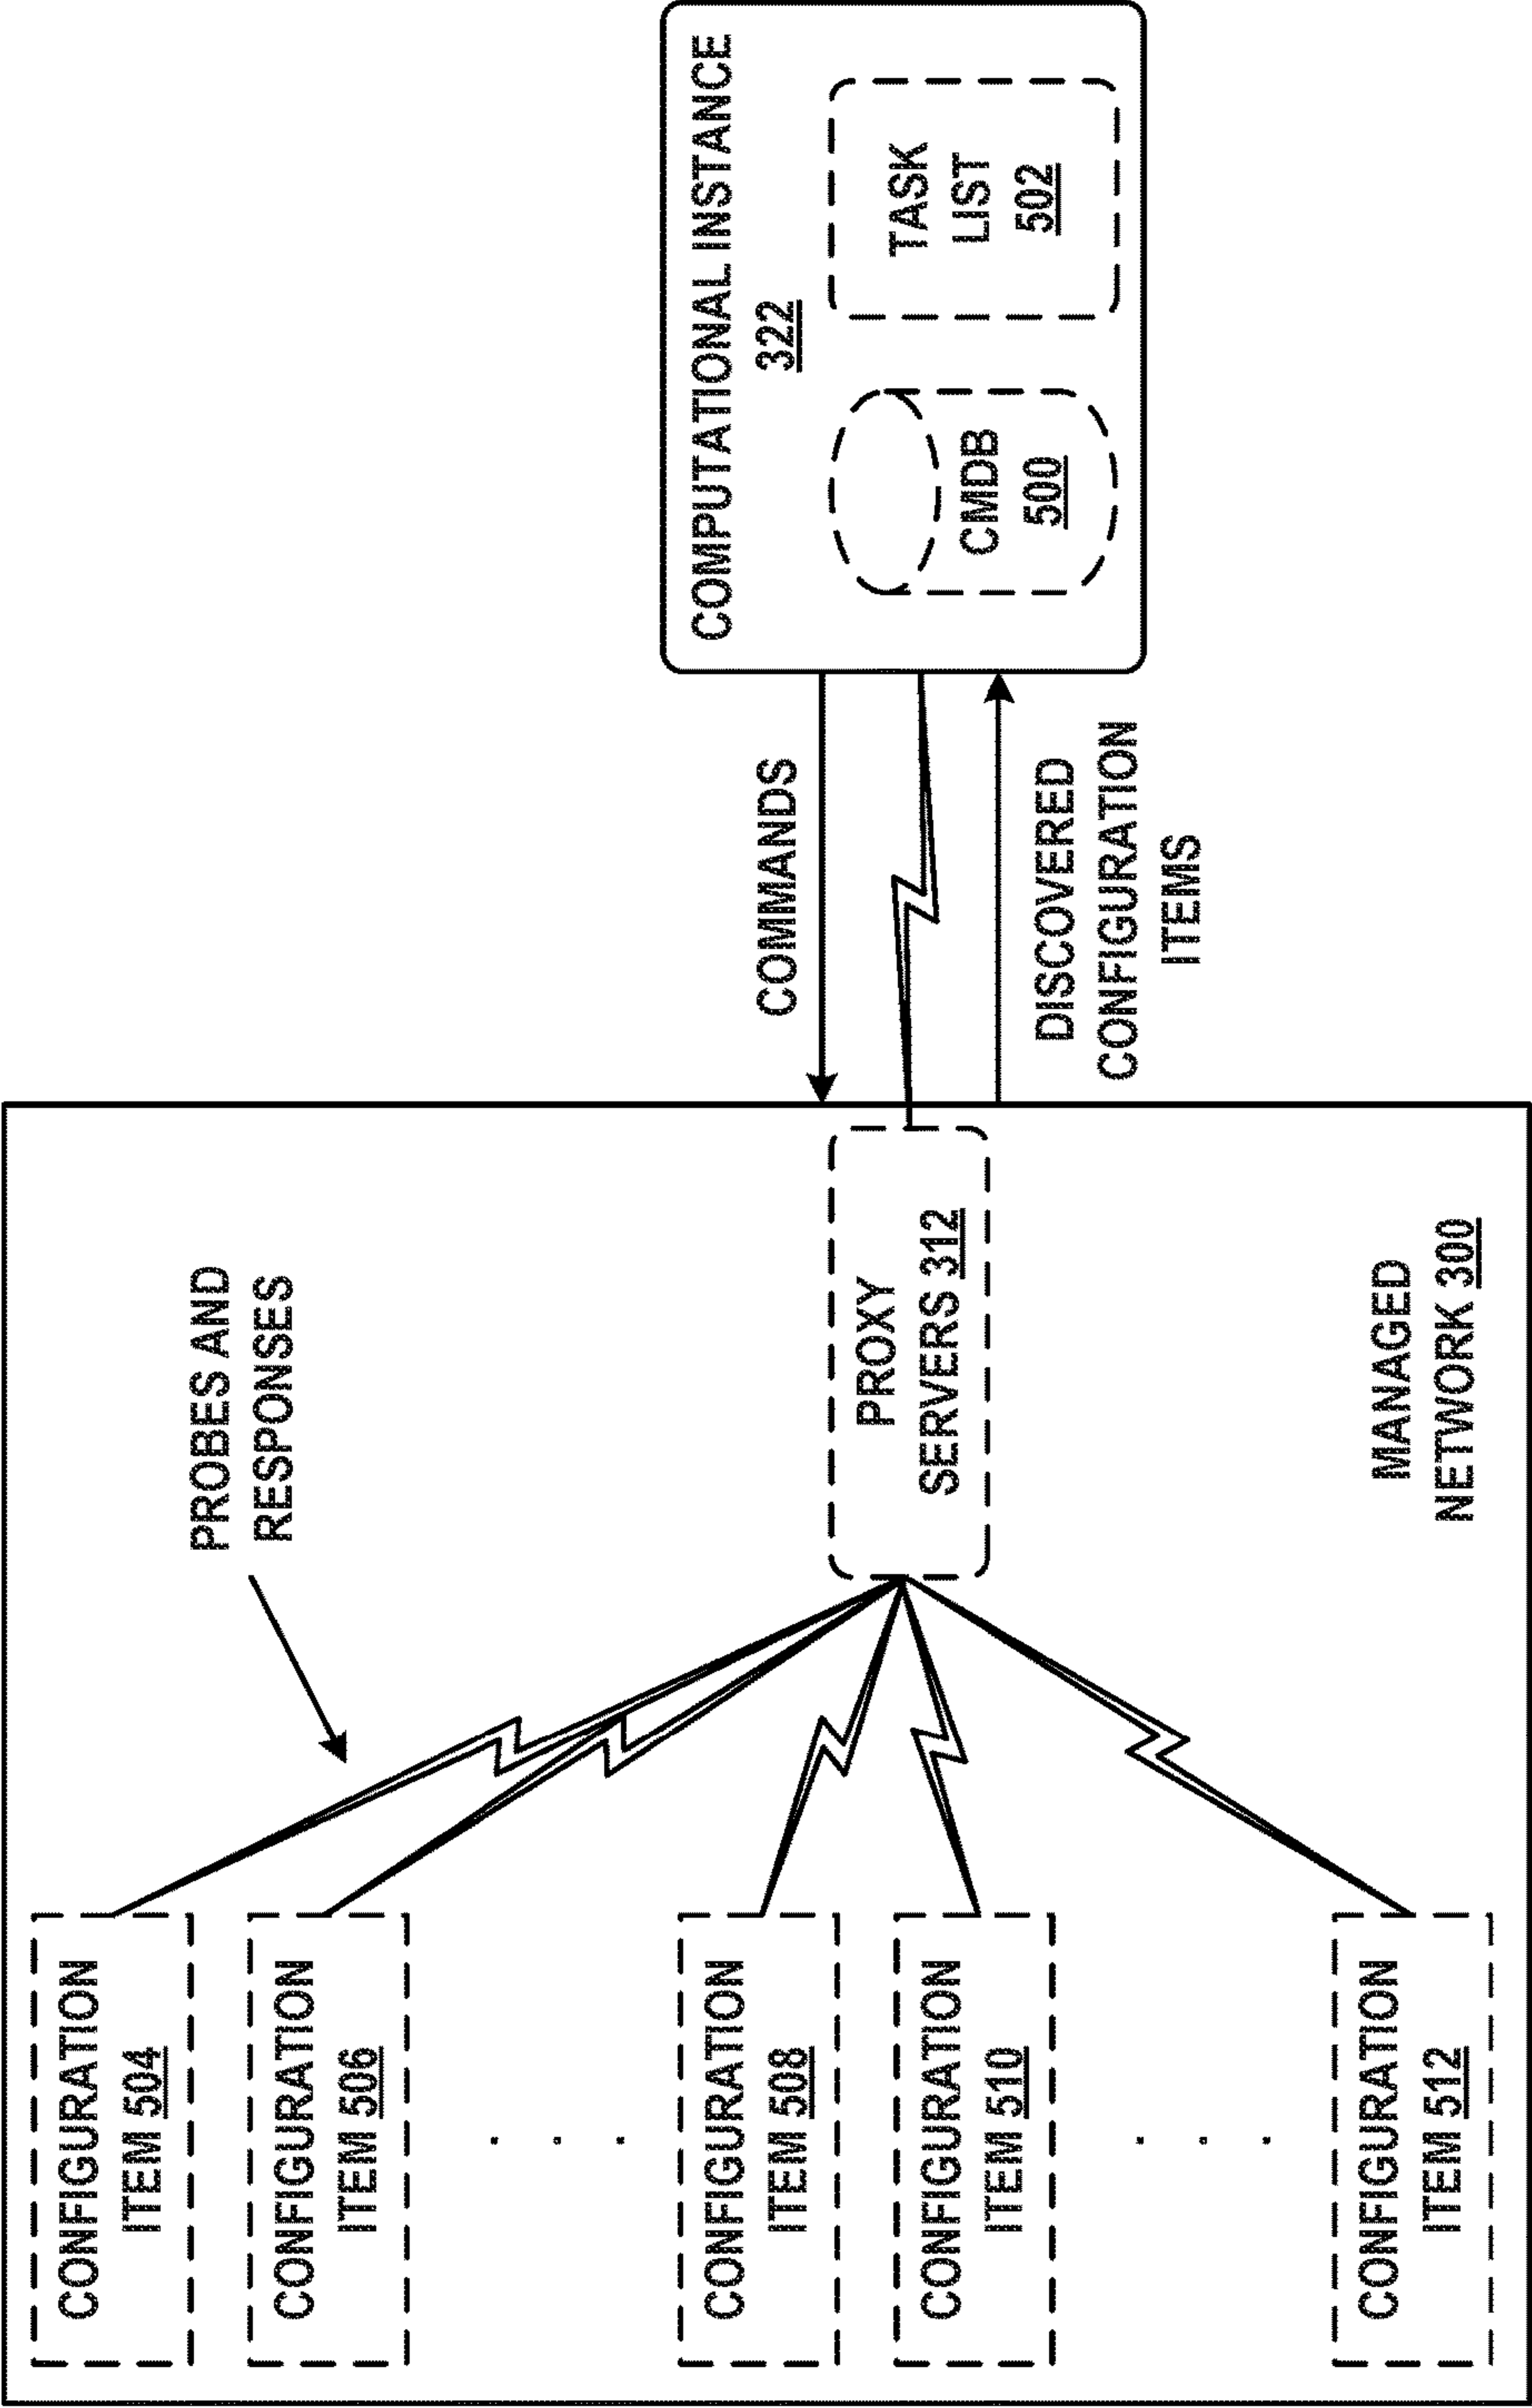 COMPUTATIONAL INSTANCE
322
CMDB
500
TASK
LIST
502
COMMANDS
DISCOVERED
CONFIGURATION
ITEMS
PROBES AND
RESPONSES
PROXY
SERVERS 312
MANAGED
NETWORK 300
CONFIGURATION
ITEM 504
CONFIGURATION
ITEM 506
CONFIGURATION
ITEM 508
CONFIGURATION
ITEM 510
CONFIGURATION
ITEM 512